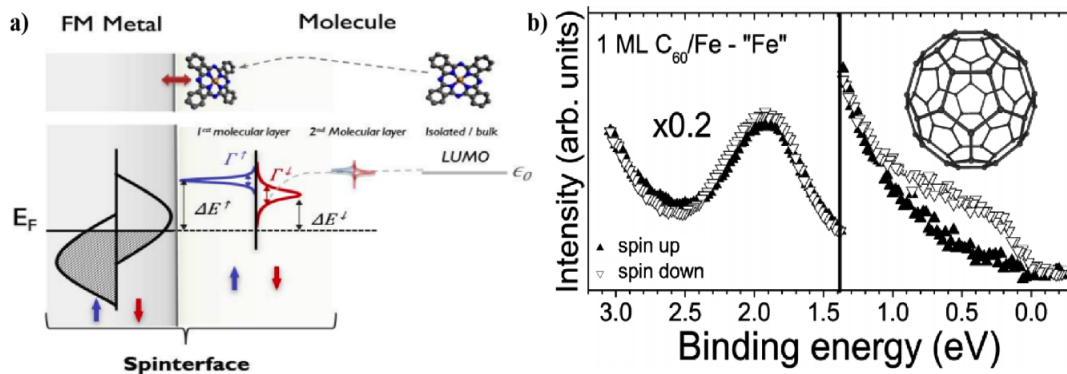 a)
FM Metal
Molecule
1st molecular layer
2nd Molecular layer
Isolated / bulk
Γ↑
Γ↓
LUMO
ϵ0
ΔE↑
ΔE↓
EF
Spinterface
b)
1 ML C60/Fe - "Fe"
x0.2
Intensity (arb. units)
▲ spin up
▽ spin down
3.0 2.5 2.0 1.5 1.0 0.5 0.0
Binding energy (eV)